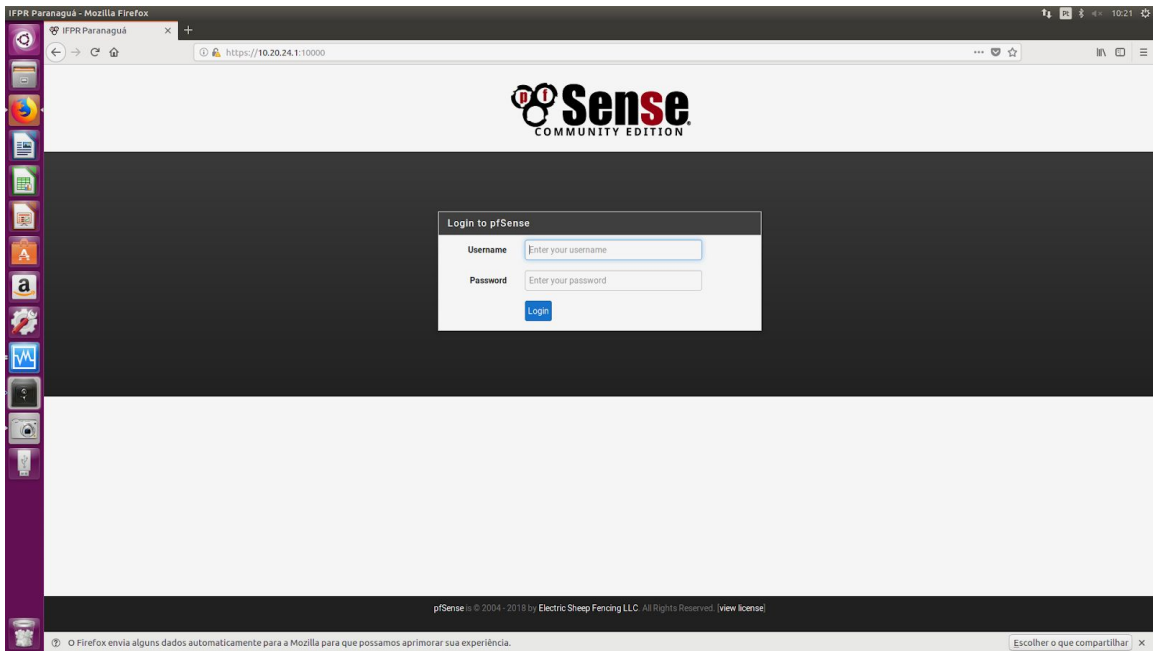 IFPR Paranaguá - Mozilla Firefox
Pt
10:21
IFPR Paranaguá
https://10.20.24.1:10000
pf Sense
COMMUNITY EDITION
Login to pfSense
Username
Enter your username
Password
Enter your password
Login
pfSense is © 2004 - 2018 by Electric Sheep Fencing LLC. All Rights Reserved. [view license]
O Firefox envia alguns dados automaticamente para a Mozilla para que possamos aprimorar sua experiência.
Escolher o que compartilhar